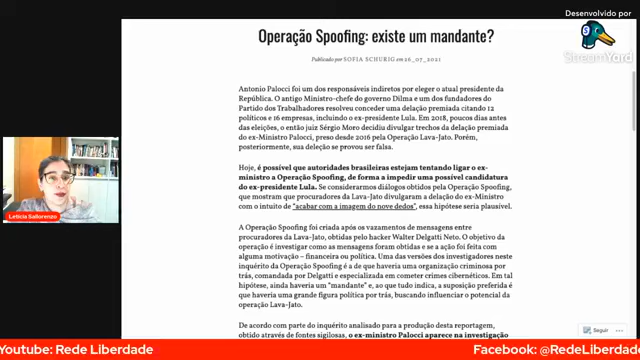 Desenvolvido por
StreamYard
Operação Spoofing: existe um mandante?
Publicado por SOFIA SCHURIG em 26_07_2021
Antonio Palocci foi um dos responsáveis indiretos por eleger o atual presidente da
República. O antigo Ministro-chefe do governo Dilma e um dos fundadores do
Partido dos Trabalhadores resolveu conceder uma delação premiada citando 12
políticos e 16 empresas, incluindo o ex-presidente Lula. Em 2018, poucos dias antes
das eleições, o então juiz Sérgio Moro decidiu divulgar trechos da delação premiada
do ex-Ministro Palocci, preso desde 2016 pela Operação Lava-Jato. Porém,
posteriormente, sua deleção se provou ser falsa.
Hoje, é possível que autoridades brasileiras estejam tentando ligar o ex-
ministro a Operação Spoofing, de forma a impedir uma possível candidatura
do ex-presidente Lula. Se considerarmos diálogos obtidos pela Operação Spoofing,
que mostram que procuradores da Lava-Jato divulgaram a delação do ex-Ministro
com o intuito de "acabar com a imagem do nove dedos", essa hipótese seria plausível.
A Operação Spoofing foi criada após os vazamentos de mensagens entre
procuradores da Lava-Jato, obtidas pelo hacker Walter Delgatti Neto. O objetivo da
operação é investigar como as mensagens foram obtidas e se a ação foi feita com
alguma motivação – financeira ou política. Uma das versões dos investigadores neste
inquérito da Operação Spoofing é a de que haveria uma organização criminosa por
trás, comandada por Delgatti e especializada em cometer crimes cibernéticos. Em tal
hipótese, ainda haveria um "mandante" e, ao que tudo indica, a suposição preferida é
que haveria uma grande figura política por trás, buscando influenciar o potencial da
operação Lava-Jato.
De acordo com parte do inquérito analisado para a produção desta reportagem,
obtido através de fontes sigilosas, o ex-ministro Palocci aparece na investigação
Letícia Sallorenzo
Seguir
Youtube: Rede Liberdade
Facebook: @RedeLiberdade